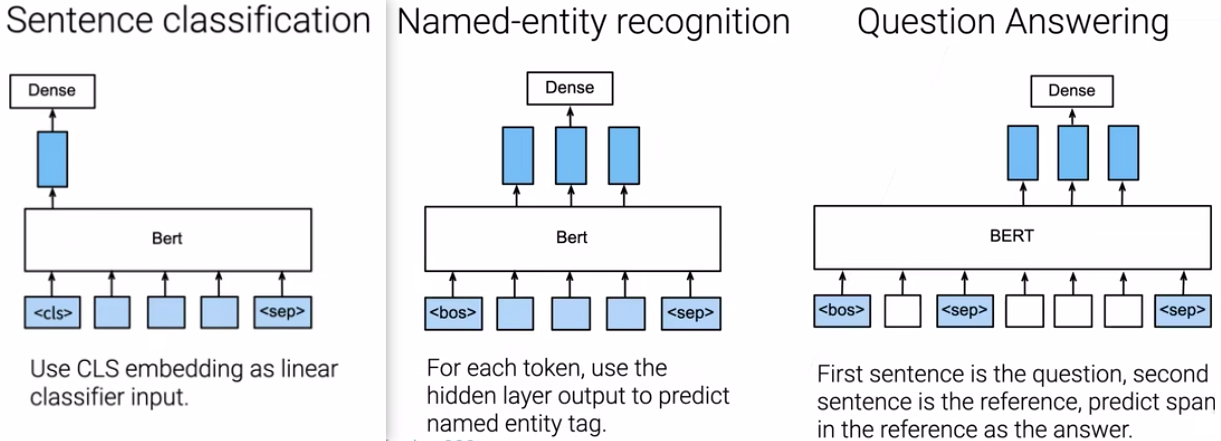 Sentence classification
Dense
Bert
<cls>
<sep>
Use CLS embedding as linear
classifier input.
Named-entity recognition
Dense
Bert
<bos>
<sep>
For each token, use the
hidden layer output to predict
named entity tag.
Question Answering
Dense
BERT
<bos>
<sep>
<sep>
First sentence is the question, second
sentence is the reference, predict span
in the reference as the answer.